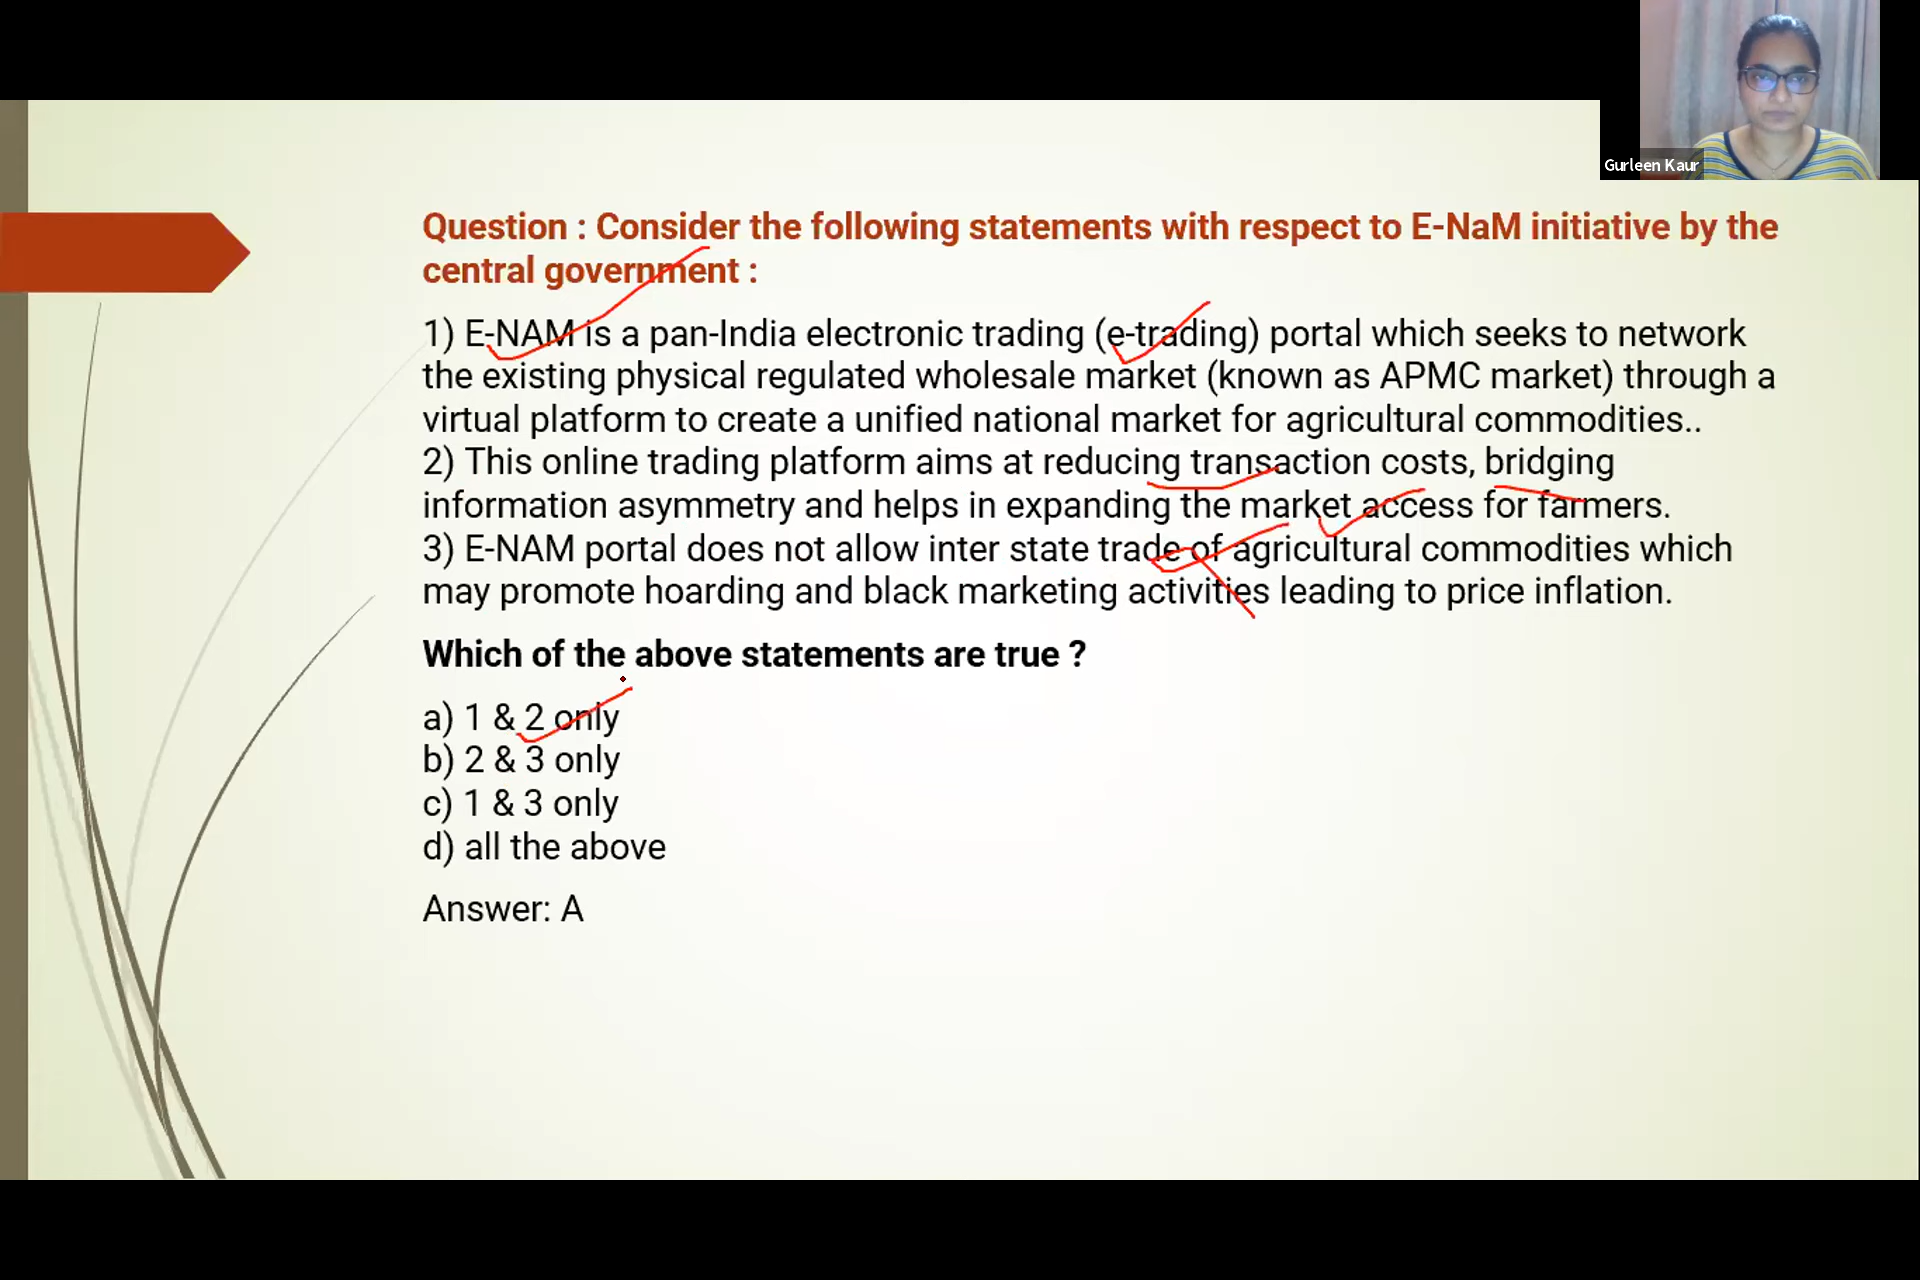 Gurleen Kaur
Question : Consider the following statements with respect to E-NaM initiative by the
central government :
1) E-NAM is a pan-India electronic trading (e-trading) portal which seeks to network
the existing physical regulated wholesale market (known as APMC market) through a
virtual platform to create a unified national market for agricultural commodities..
2) This online trading platform aims at reducing transaction costs, bridging
information asymmetry and helps in expanding the market access for farmers.
3) E-NAM portal does not allow inter state trade of agricultural commodities which
may promote hoarding and black marketing activities leading to price inflation.
Which of the above statements are true ?
a) 1 & 2 only
b) 2 & 3 only
c) 1 & 3 only
d) all the above
Answer: A